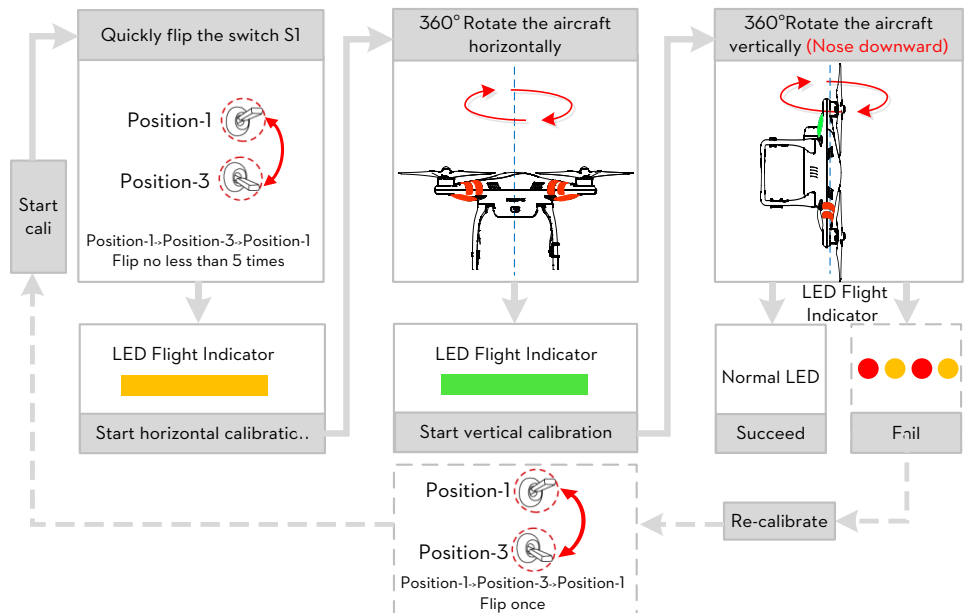 Start
cali
Quickly flip the switch S1
Position-1
Position-3
Position-1->Position-3->Position-1
Flip no less than 5 times
LED Flight Indicator
Start horizontal calibratic..
360° Rotate the aircraft
horizontally
LED Flight Indicator
Start vertical calibration
360°Rotate the aircraft
vertically (Nose downward)
LED Flight
Indicator
Normal LED
Succeed
Fail
Re-calibrate
Position-1
Position-3
Position-1->Position-3->Position-1
Flip once